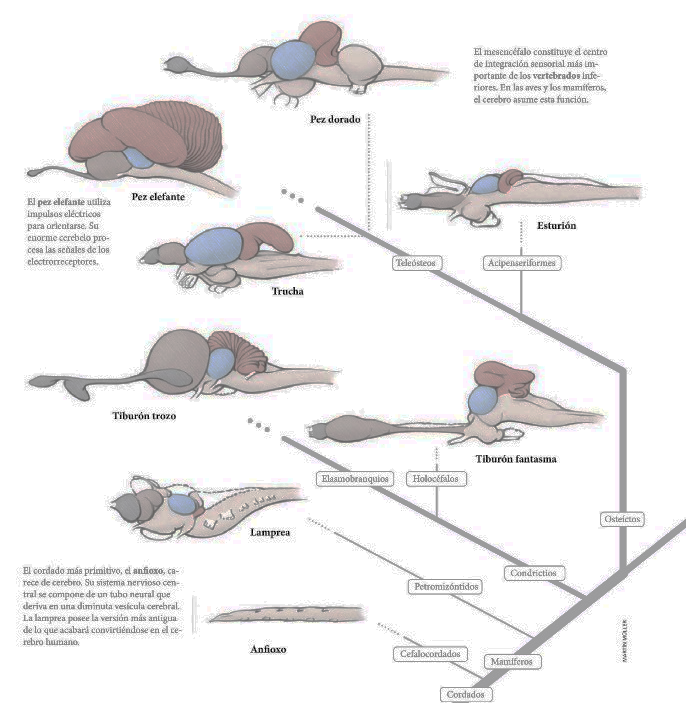 El mesencéfalo constituye el centro
de integración sensorial más im-
portante de los vertebrados infe-
riores. En las aves y los mamíferos,
el cerebro asume esta función.
Pez dorado
Pez elefante
El pez elefante utiliza
impulsos eléctricos
para orientarse. Su
enorme cerebelo pro-
cesa las señales de los
electrorreceptores.
Esturión
Teleósteos
Acipenseriformes
Trucha
Tiburón trozo
Tiburón fantasma
Elasmobranquios
Holocéfalos
Lamprea
Osteictos
El cordado más primitivo, el anfioxo, ca-
rece de cerebro. Su sistema nervioso cen-
tral se compone de un tubo neural que
deriva en una diminuta vesícula cerebral.
La lamprea posee la versión más antigua
de lo que acabará convirtiéndose en el ce-
rebro humano.
Condrictios
Petromizóntidos
Anfioxo
Cefalocordados
Mamíferos
Cordados
MARTIN MÜLLER